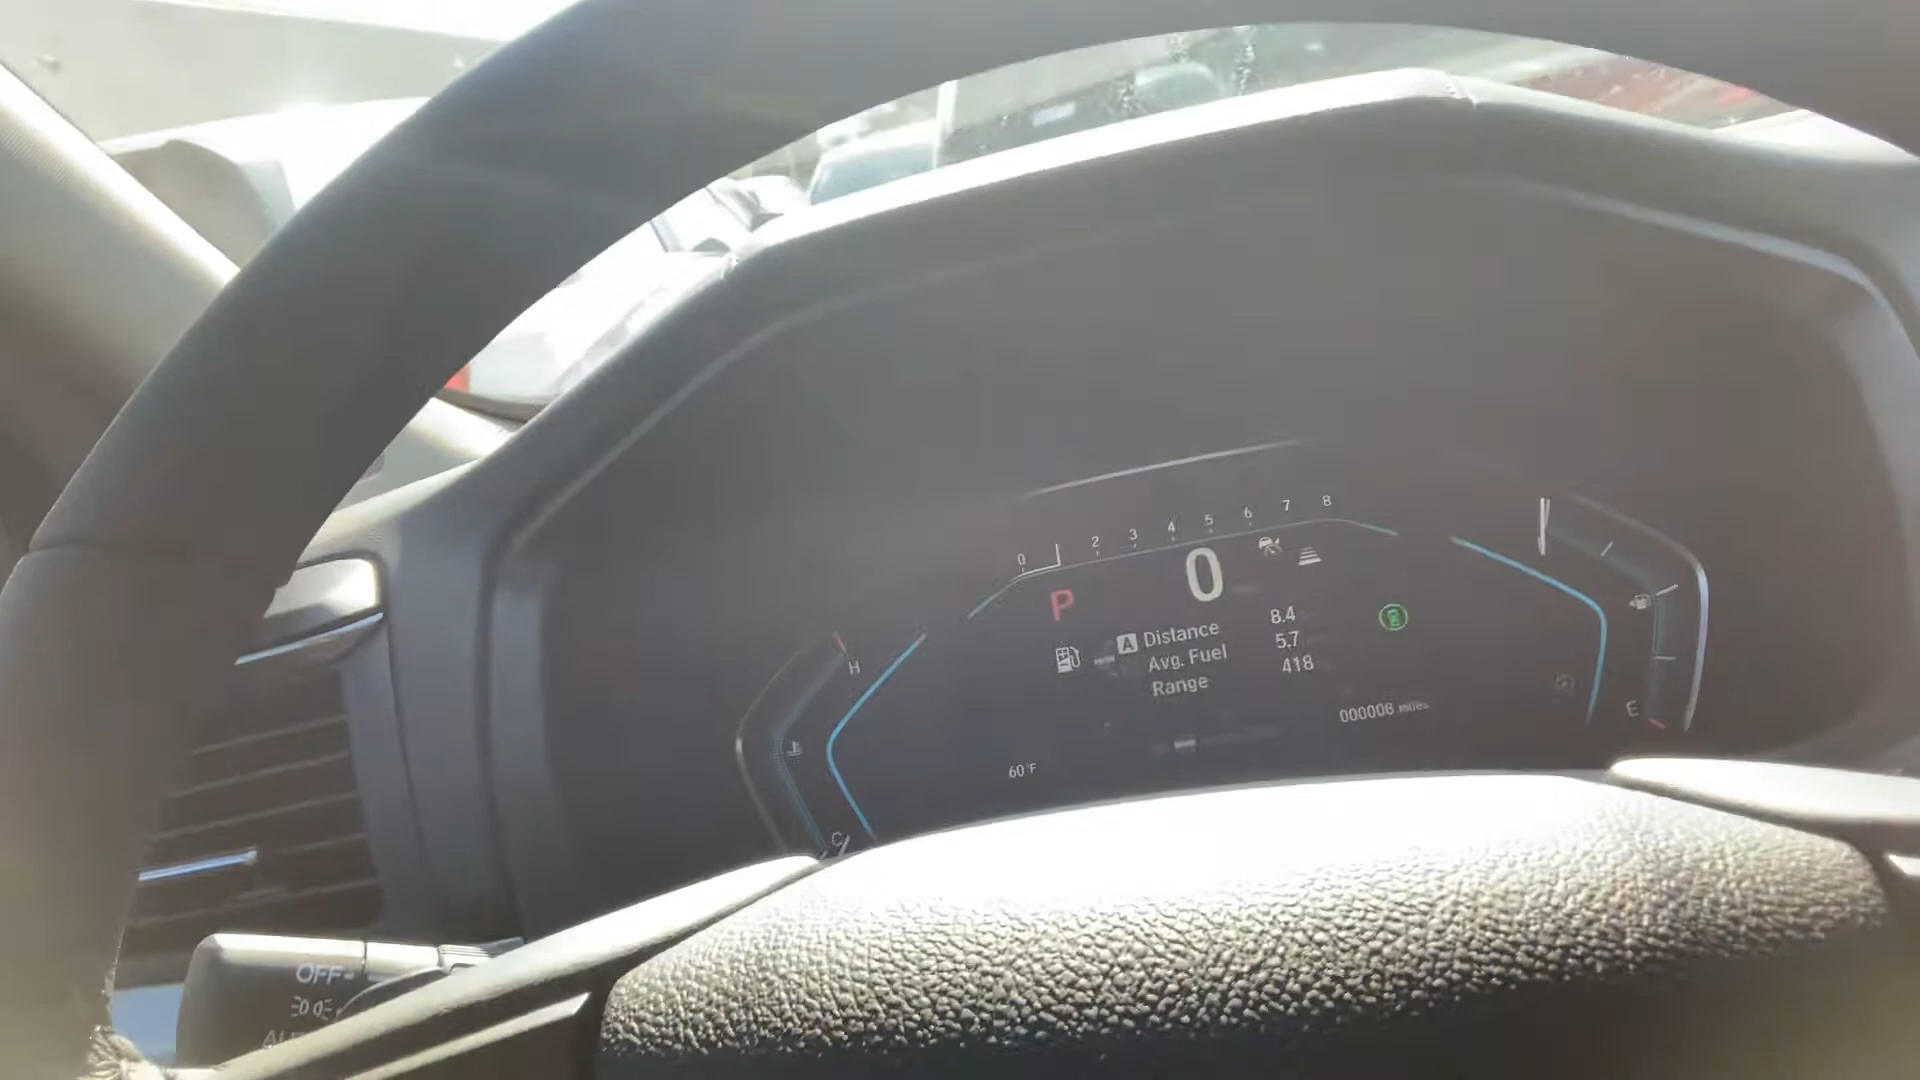 0 2 3 4 5 6 7 8
P 0
A Distance 8.4
Avg. Fuel 5.7
Range 418
H
000008 miles
E
60°F
C
OFF